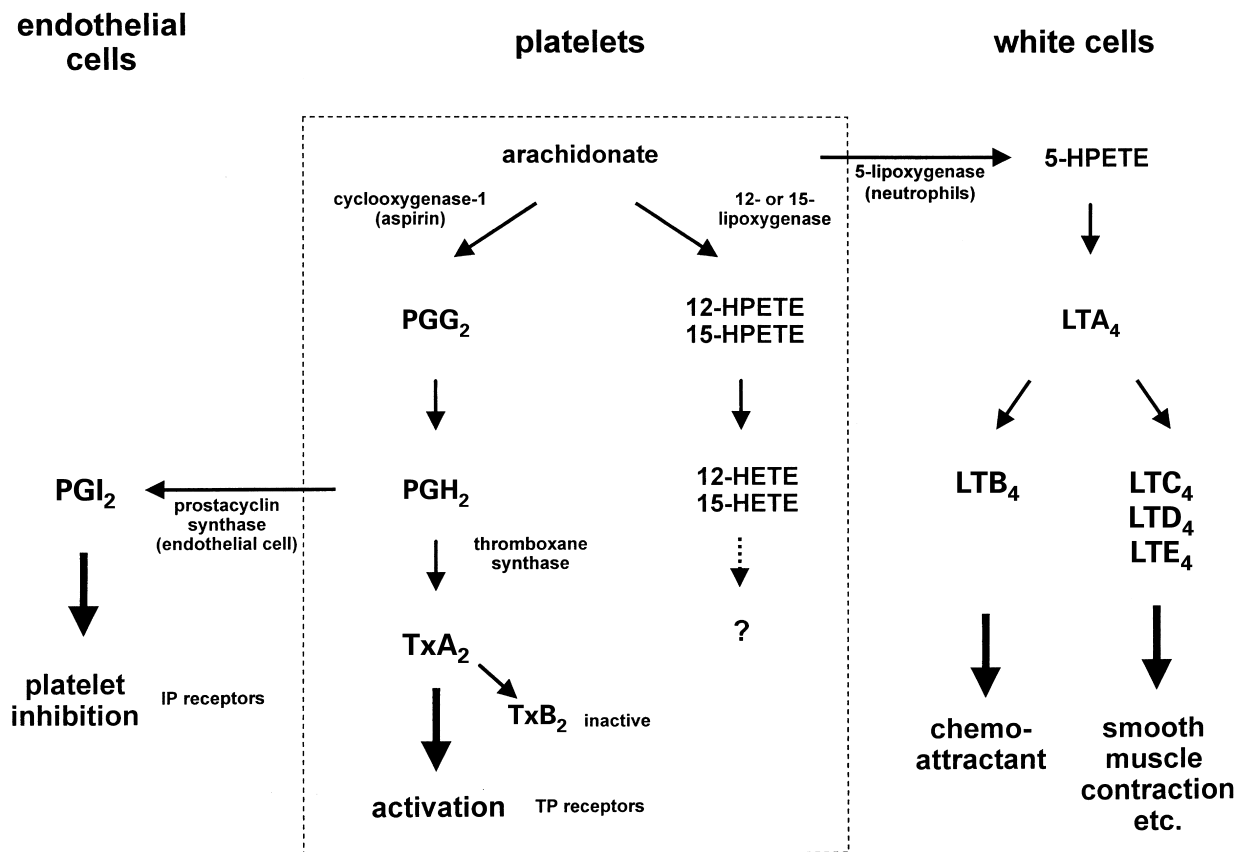 endothelial
cells
platelets
white cells
arachidonate
cyclooxygenase-1
(aspirin)
12- or 15-
lipoxygenase
5-lipoxygenase
(neutrophils)
5-HPETE
PGG₂
12-HPETE
15-HPETE
LTA₄
PGI₂
prostacyclin
synthase
(endothelial cell)
PGH₂
12-HETE
15-HETE
LTB₄
LTC₄
LTD₄
LTE₄
thromboxane
synthase
TxA₂
?
TxB₂ inactive
platelet
inhibition
IP receptors
activation
TP receptors
chemo-
attractant
smooth
muscle
contraction
etc.